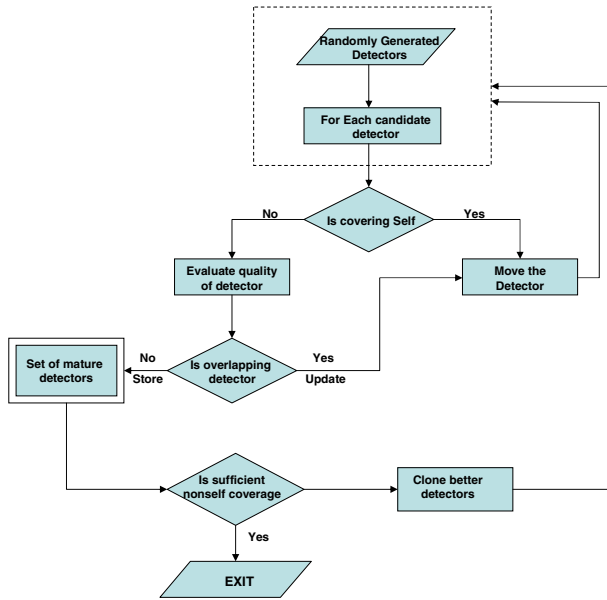 Randomly Generated
Detectors
For Each candidate
detector
Is covering Self
No
Yes
Evaluate quality
of detector
Move the
Detector
Is overlapping
detector
No
Store
Yes
Update
Set of mature
detectors
Is sufficient
nonself coverage
Clone better
detectors
Yes
EXIT